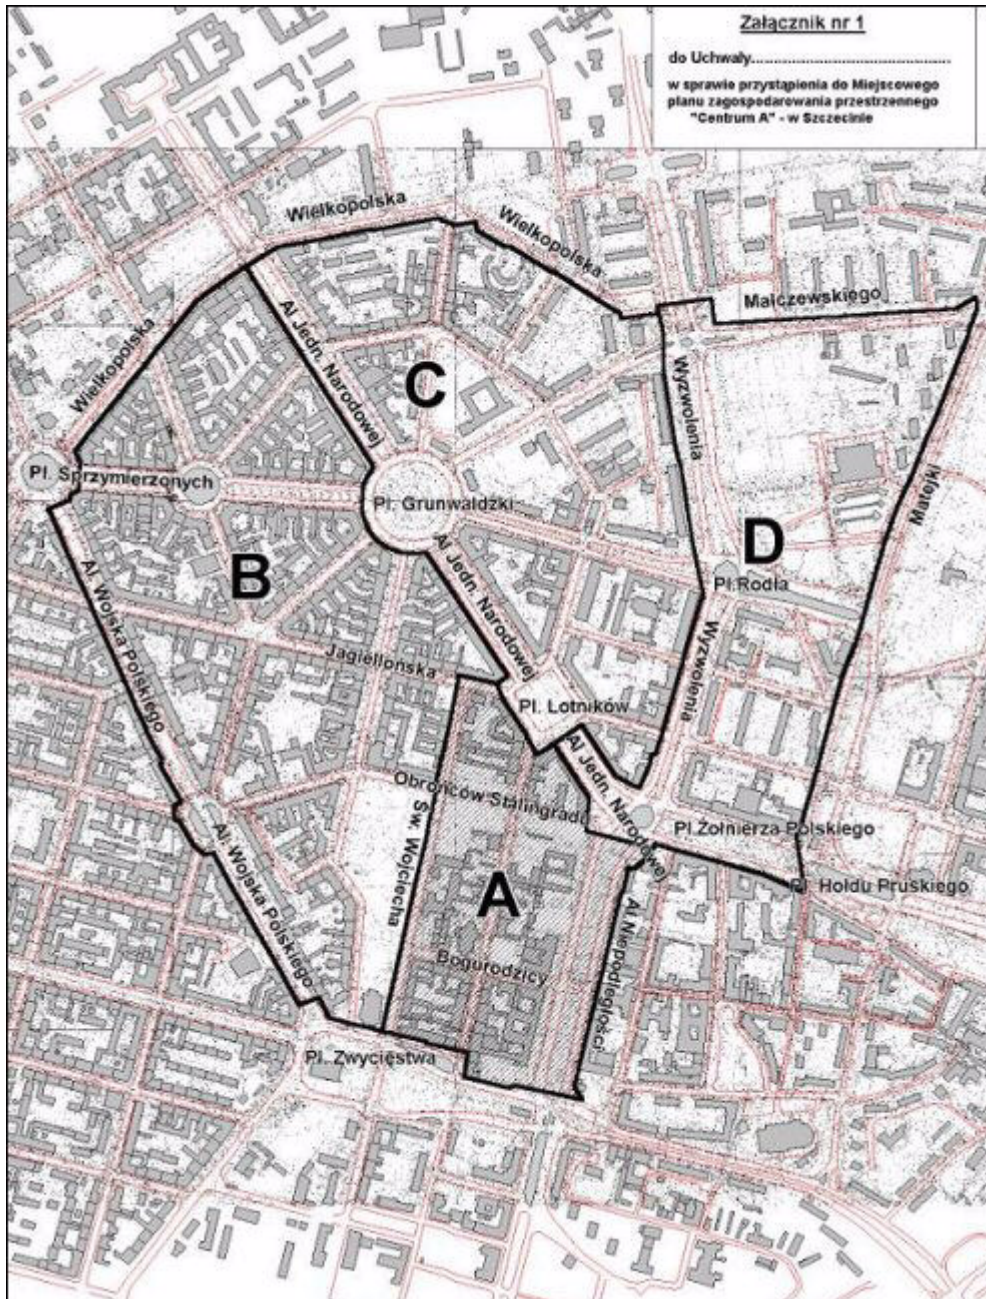 Załącznik nr 1
do Uchwały......................................................
w sprawie przystąpienia do Miejscowego
planu zagospodarowania przestrzennego
"Centrum A" - w Szczecinie
Wielkopolska
Wielkopolska
Malczewskiego
Al Jedn. Narodowej
Wielkopolska
C
Wyzwolenia
Pl. Sprzymierzonych
Pl. Grunwaldzki
Matejki
B
D
Al Jedn. Narodowej
Pl.Rodła
Al. Wojska Polskiego
Jagiellońska
Wyzwolenia
Pl. Lotników
Al Jedn. Narodowej
Obrońców Stalingradu
Św. Wojciecha
Pl Żołnierza Polskiego
Al. Wojska Polskiego
A
Pl. Hołdu Pruskiego
Al Niepodległości
Bogurodzicy
Pl. Zwycięstwa